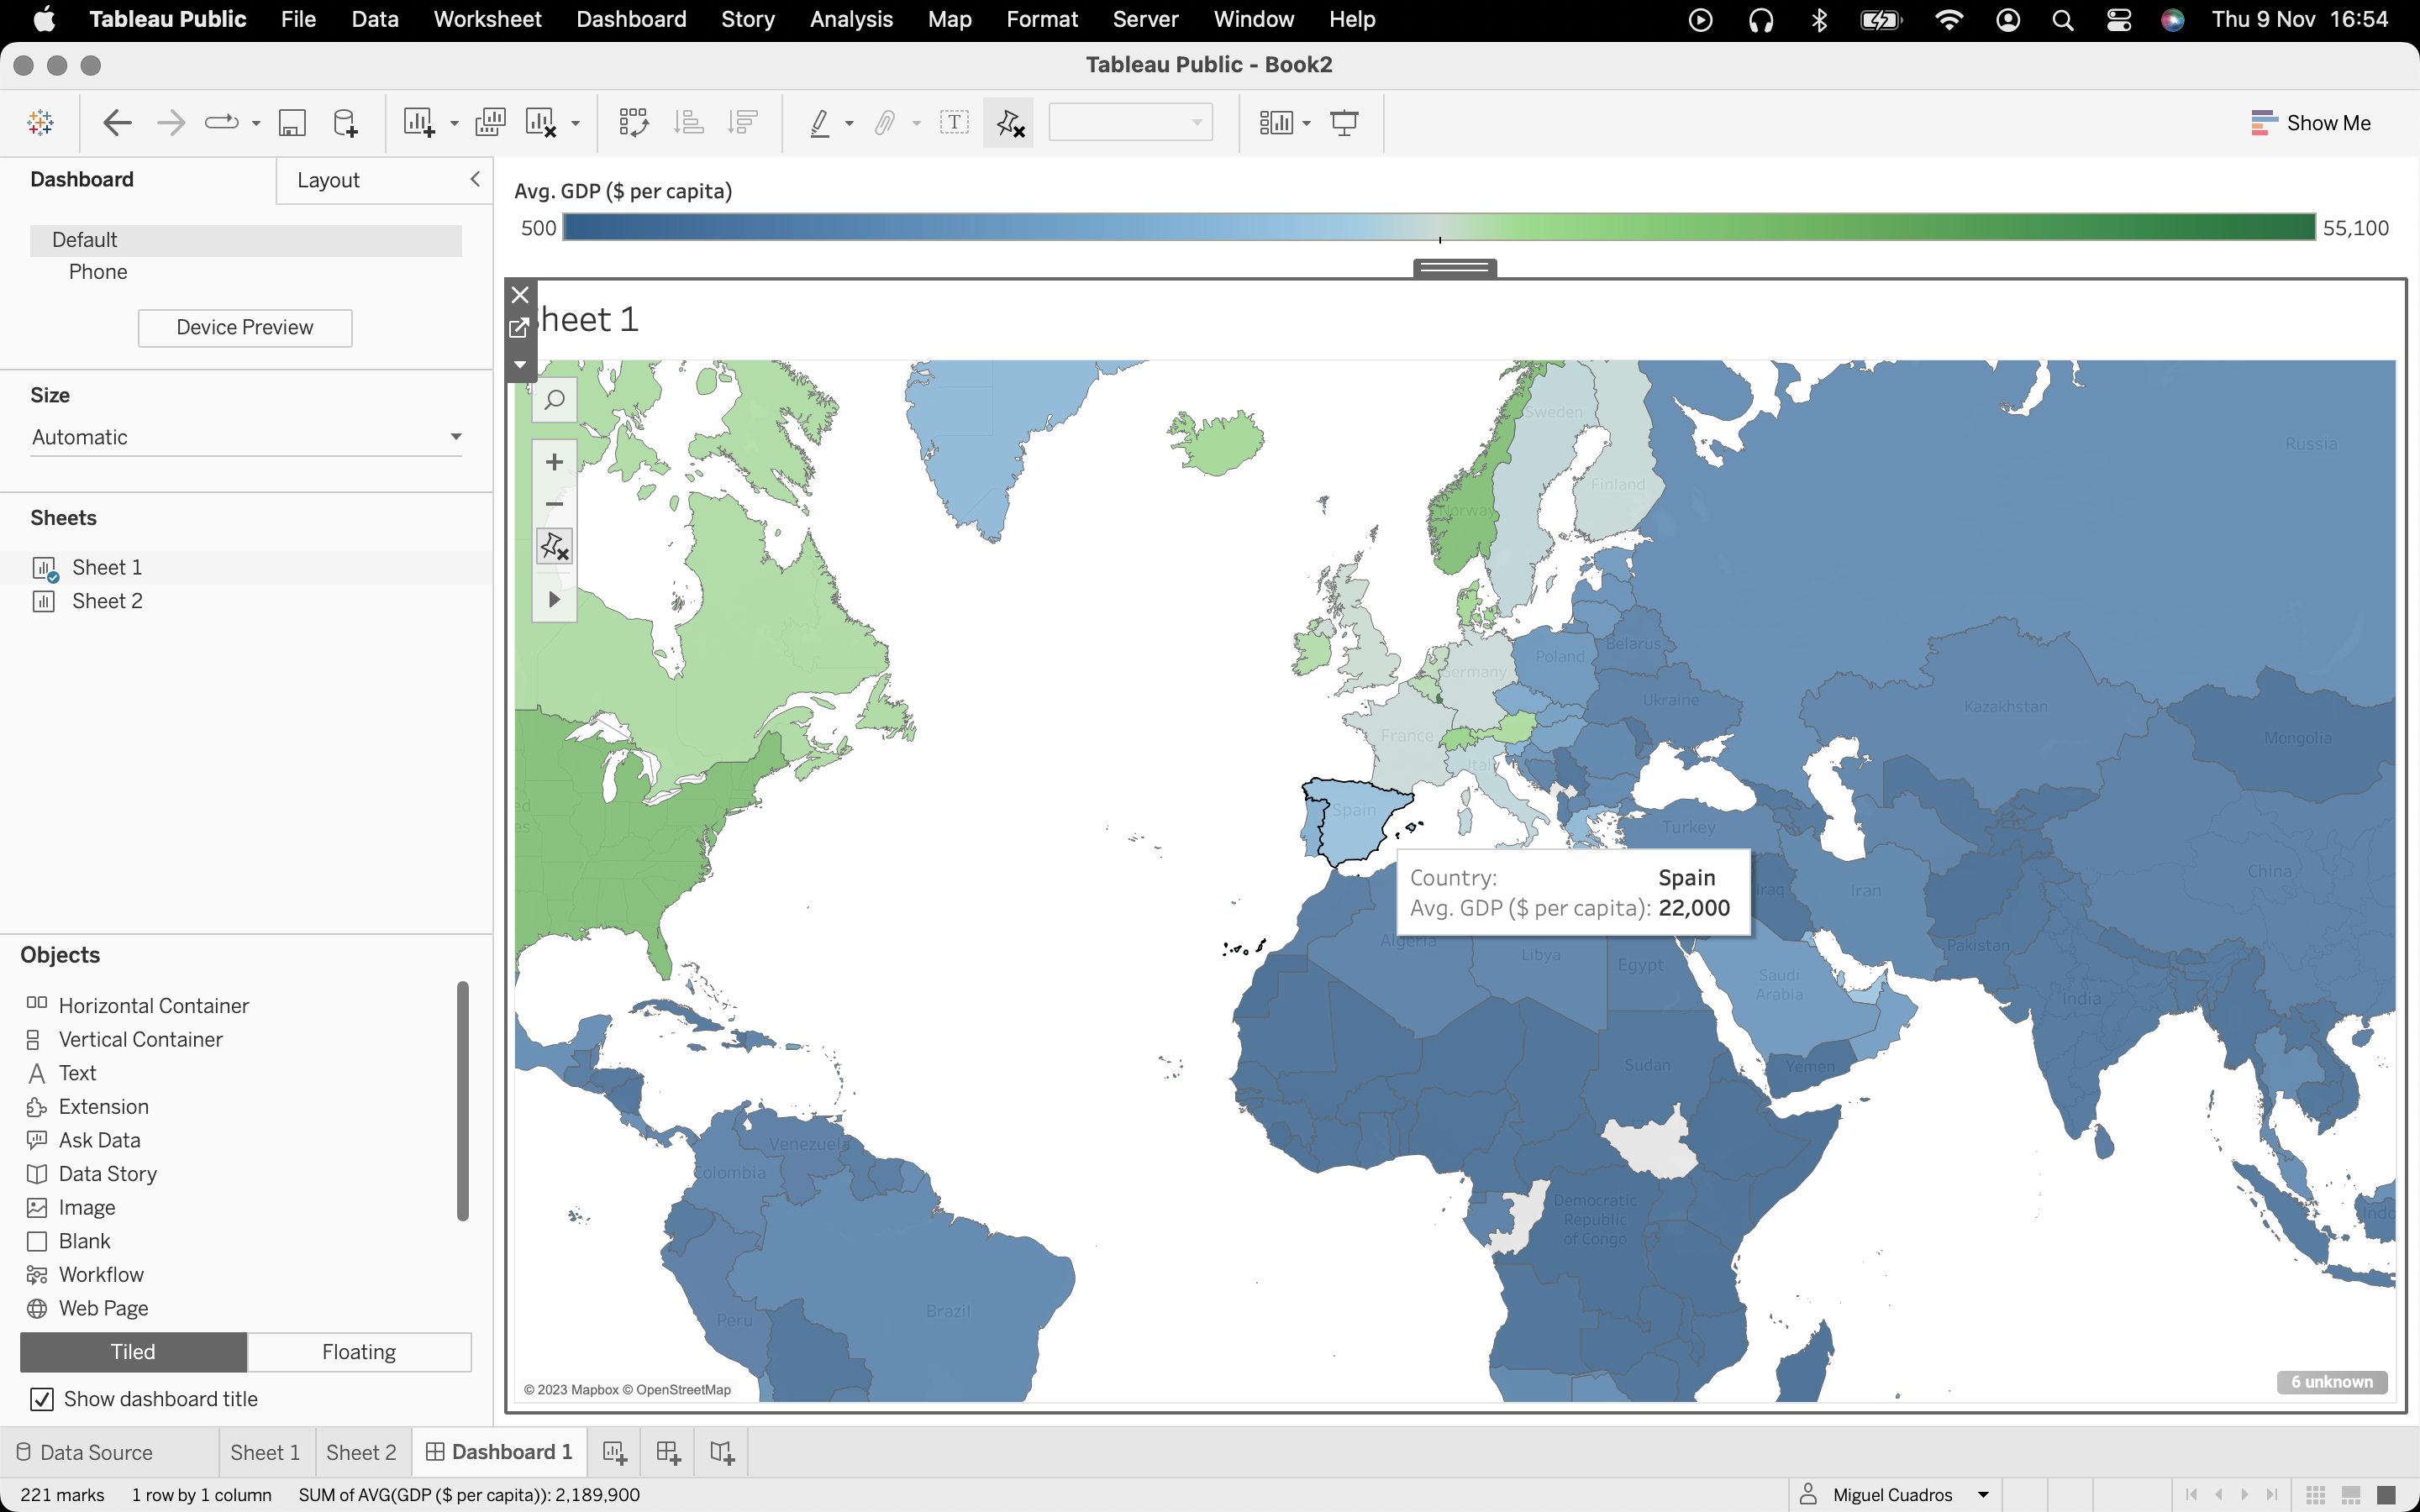 Tableau Public File Data Worksheet Dashboard Story Analysis Map Format Server Window Help Thu 9 Nov 16:54
Tableau Public - Book2
Show Me
Dashboard Layout
Default
Phone
Device Preview
Size
Automatic
Sheets
Sheet 1
Sheet 2
Objects
Horizontal Container
Vertical Container
Text
Extension
Ask Data
Data Story
Image
Blank
Workflow
Web Page
Tiled Floating
Show dashboard title
Avg. GDP ($ per capita)
500 55,100
heet 1
Sweden
Russia
Finland
Norway
Belarus
Poland
Germany
Ukraine
Kazakhstan
France
Mongolia
Italy
ed
es
Spain
Turkey
China
Country: Spain
Avg. GDP ($ per capita): 22,000
Iraq
Iran
Algeria
Libya
Egypt
Pakistan
Saudi
Arabia
India
Sudan
Yemen
Venezuela
Colombia
Democratic
Republic
of Congo
Indo
Brazil
Peru
© 2023 Mapbox © OpenStreetMap
6 unknown
Data Source Sheet 1 Sheet 2 Dashboard 1
221 marks 1 row by 1 column SUM of AVG(GDP ($ per capita)): 2,189,900 Miguel Cuadros